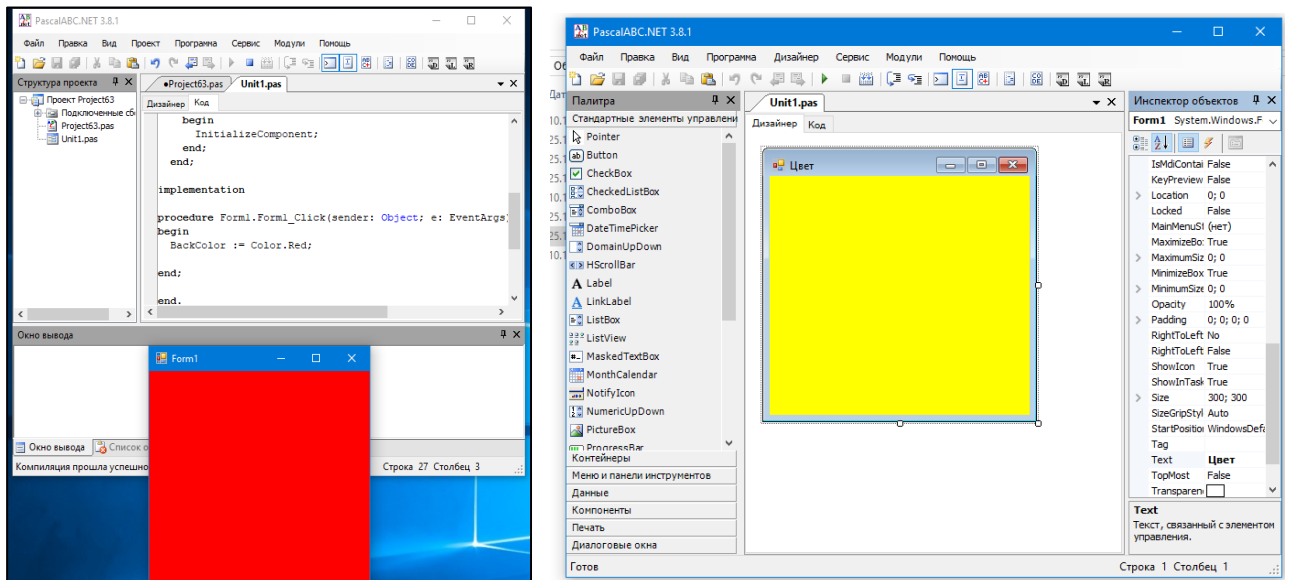 PascalABC.NET 3.8.1
Файл Правка Вид Проект Программа Сервис Модули Помощь
Структура проекта
●Project63.pas Unit1.pas
Проект Project63
Подключенные сб
Project63.pas
Unit1.pas
Дизайнер Код
begin
InitializeComponent;
end;
end;
implementation
procedure Form1.Form1_Click(sender: Object; e: EventArgs)
begin
BackColor := Color.Red;
end;
end.
Окно вывода
Form1
Окно вывода Список о
Компиляция прошла успешно
Строка 27 Столбец 3
PascalABC.NET 3.8.1
Файл Правка Вид Программа Дизайнер Сервис Модули Помощь
Палитра
Стандартные элементы управлени
Pointer
Button
CheckBox
CheckedListBox
ComboBox
DateTimePicker
DomainUpDown
HScrollBar
Label
LinkLabel
ListBox
ListView
MaskedTextBox
MonthCalendar
NotifyIcon
NumericUpDown
PictureBox
ProgressBar
Контейнеры
Меню и панели инструментов
Данные
Компоненты
Печать
Диалоговые окна
Unit1.pas
Дизайнер Код
Цвет
Инспектор объектов
Form1 System.Windows.F
IsMdiContai False
KeyPreview False
Location 0; 0
Locked False
MainMenuSt (нет)
MaximizeBo: True
MaximumSiz 0; 0
MinimizeBox True
MinimumSize 0; 0
Opacity 100%
Padding 0; 0; 0; 0
RightToLeft No
RightToLeft False
ShowIcon True
ShowInTask True
Size 300; 300
SizeGripStyl Auto
StartPosition WindowsDefa
Tag
Text Цвет
TopMost False
Transparen
Text
Текст, связанный с элементом
управления.
Готов
Строка 1 Столбец 1